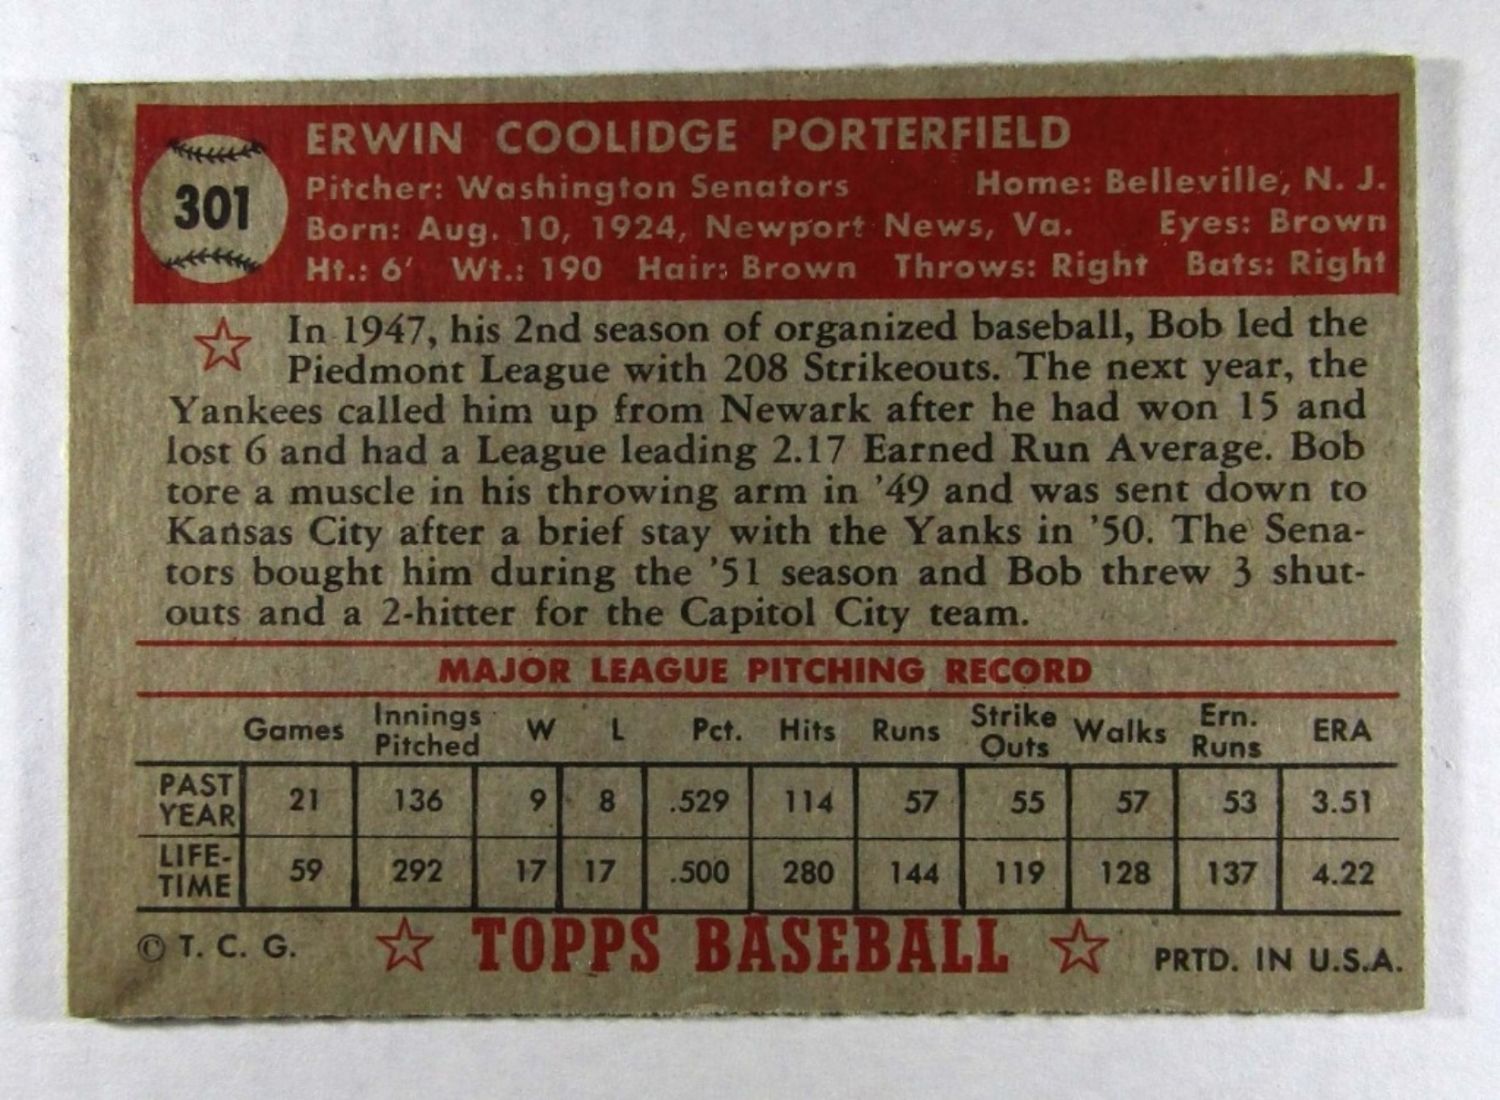 301
ERWIN COOLIDGE PORTERFIELD
Pitcher: Washington Senators Home: Belleville, N. J.
Born: Aug. 10, 1924, Newport News, Va. Eyes: Brown
Ht.: 6' Wt.: 190 Hair: Brown Throws: Right Bats: Right
In 1947, his 2nd season of organized baseball, Bob led the
Piedmont League with 208 Strikeouts. The next year, the
Yankees called him up from Newark after he had won 15 and
lost 6 and had a League leading 2.17 Earned Run Average. Bob
tore a muscle in his throwing arm in '49 and was sent down to
Kansas City after a brief stay with the Yanks in '50. The Sena-
tors bought him during the '51 season and Bob threw 3 shut-
outs and a 2-hitter for the Capitol City team.
MAJOR LEAGUE PITCHING RECORD
Games Innings Pitched W L Pct. Hits Runs Strike Outs Walks Ern. Runs ERA
PAST YEAR 21 136 9 8 .529 114 57 55 57 53 3.51
LIFE-TIME 59 292 17 17 .500 280 144 119 128 137 4.22
© T. C. G. TOPPS BASEBALL PRTD. IN U.S.A.